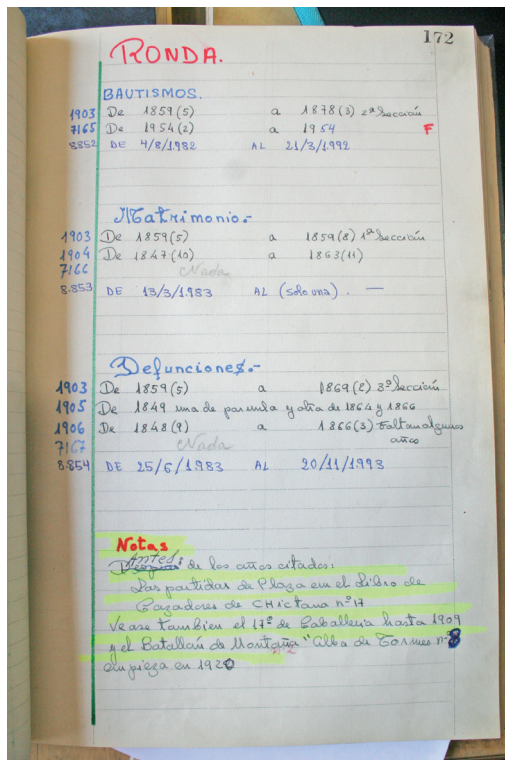 172
RONDA.
BAUTISMOS.
1903 De 1859(5) a 1878(3) 2ª Sección
7165 De 1954(2) a 1954 F
8852 DE 4/8/1982 AL 21/3/1992
Matrimonio.-
1903 De 1859(5) a 1859(8) 1ª Sección
1904 De 1847(10) a 1863(11)
7166 Nada
8.853 DE 13/3/1983 AL (solo una). —
Defunciones.-
1903 De 1859(5) a 1869(2) 3ª Sección
1905 De 1849 una de parvula y otra de 1864 y 1866
1906 De 1848(9) a 1866(3) Faltan algunos
años
7167 Nada
8.854 DE 25/6/1983 AL 20/11/1993
Notas
Antes
de los años citados:
Las partidas de Plaza en el Libro de
Cazadores de CHictana nº 17
Vease tambien el 17º de Caballeria hasta 1909
y el Batallán de Montaña "Alba de Tormes nº 8
empieza en 1920